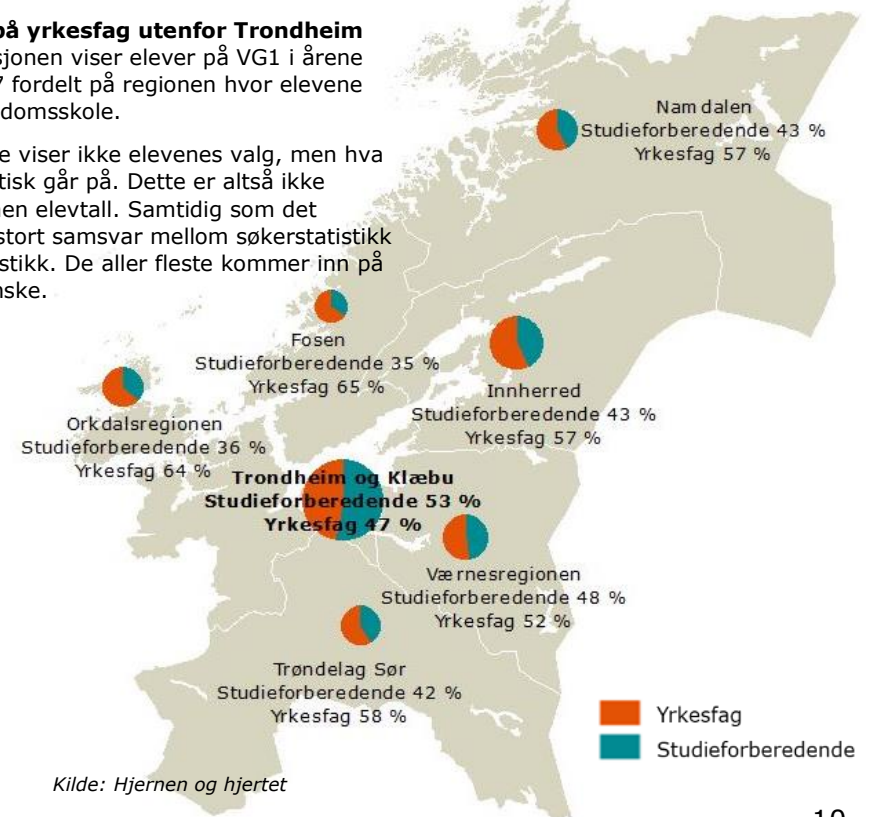 på yrkesfag utenfor Trondheim
sjonen viser elever på VG1 i årene
7 fordelt på regionen hvor elevene
domsskole.
e viser ikke elevenes valg, men hva
tisk går på. Dette er altså ikke
nen elevtall. Samtidig som det
stort samsvar mellom søkerstatistikk
istikk. De aller fleste kommer inn på
nske.
Namdalen
Studieforberedende 43 %
Yrkesfag 57 %
Fosen
Studieforberedende 35 %
Yrkesfag 65 %
Innherred
Studieforberedende 43 %
Yrkesfag 57 %
Orkdalsregionen
Studieforberedende 36 %
Yrkesfag 64 %
Trondheim og Klæbu
Studieforberedende 53 %
Yrkesfag 47 %
Værnesregionen
Studieforberedende 48 %
Yrkesfag 52 %
Trøndelag Sør
Studieforberedende 42 %
Yrkesfag 58 %
Yrkesfag
Studieforberedende
Kilde: Hjernen og hjertet